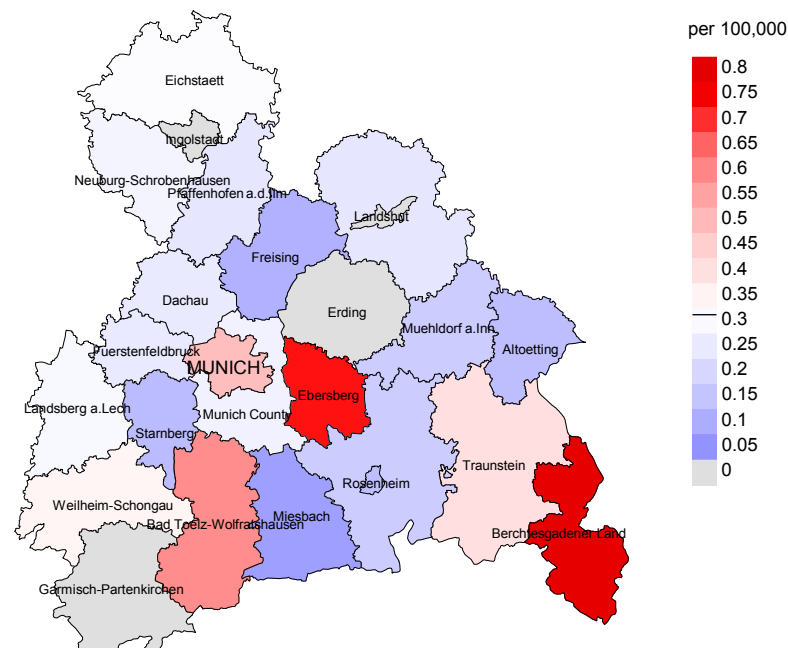 per 100,000
Eichstaett
Ingolstadt
Neuburg-Schrobenhausen
Pfaffenhofen a.d.Ilm
Landshut
Freising
Dachau
Erding
Muehldorf a.Inn
Altoetting
Fuerstenfeldbruck
MUNICH
Ebersberg
Landsberg a.Lech
Munich County
Starnberg
Traunstein
Rosenheim
Weilheim-Schongau
Bad Toelz-Wolfratshausen
Miesbach
Berchtesgadener Land
Garmisch-Partenkirchen
0.8
0.75
0.7
0.65
0.6
0.55
0.5
0.45
0.4
0.35
0.3
0.25
0.2
0.15
0.1
0.05
0